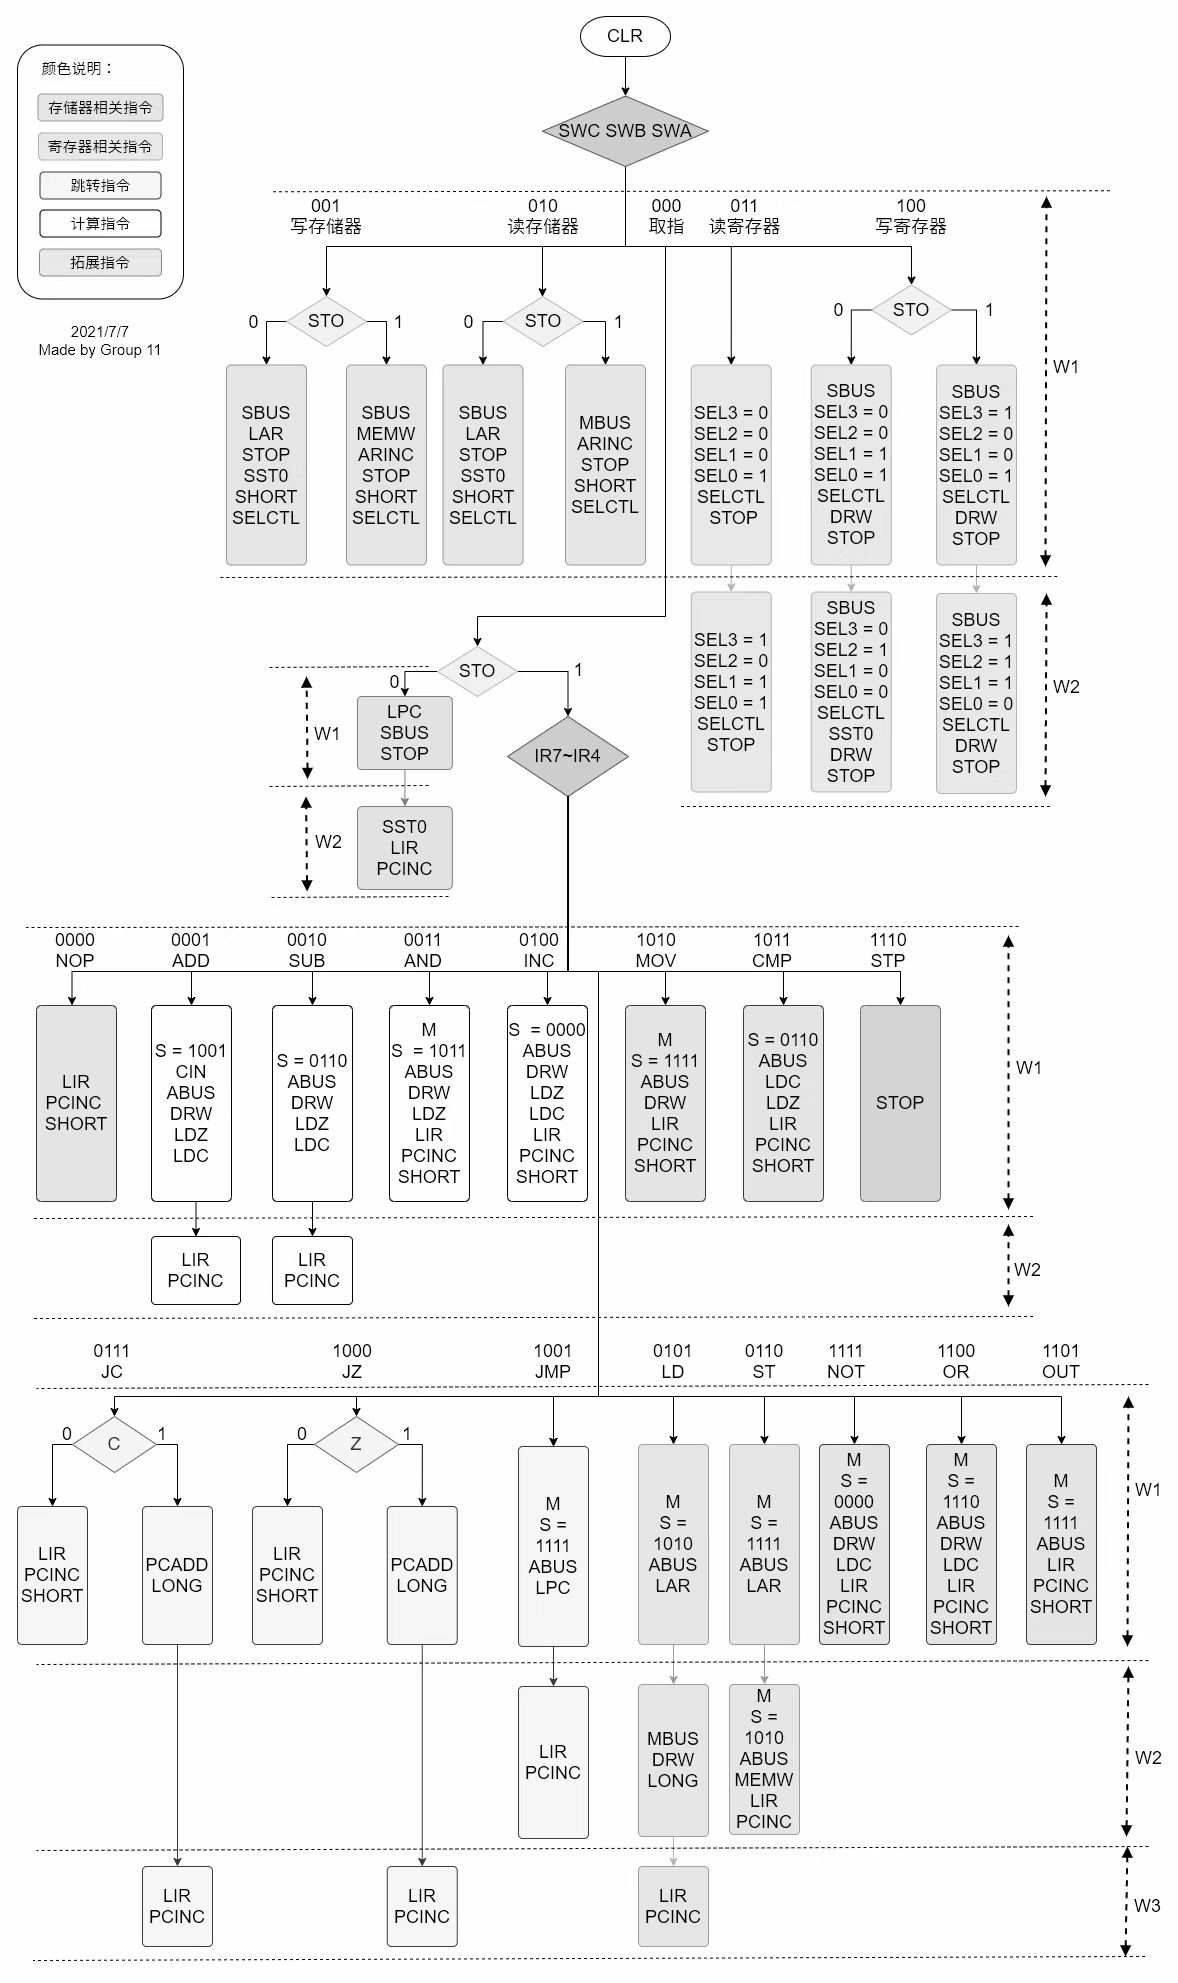 CLR
SWC SWB SWA
颜色说明：
存储器相关指令
寄存器相关指令
跳转指令
计算指令
拓展指令
2021/7/7
Made by Group 11
001
写存储器
010
读存储器
000
取指
011
读寄存器
100
写寄存器
STO
0
1
STO
0
1
STO
0
1
SBUS
LAR
STOP
SST0
SHORT
SELCTL
SBUS
MEMW
ARINC
STOP
SHORT
SELCTL
SBUS
LAR
STOP
SST0
SHORT
SELCTL
MBUS
ARINC
STOP
SHORT
SELCTL
SEL3 = 0
SEL2 = 0
SEL1 = 0
SEL0 = 1
SELCTL
STOP
SBUS
SEL3 = 0
SEL2 = 0
SEL1 = 1
SEL0 = 1
SELCTL
DRW
STOP
SBUS
SEL3 = 1
SEL2 = 0
SEL1 = 0
SEL0 = 1
SELCTL
DRW
STOP
W1
SEL3 = 1
SEL2 = 0
SEL1 = 1
SEL0 = 1
SELCTL
STOP
SBUS
SEL3 = 0
SEL2 = 1
SEL1 = 0
SEL0 = 0
SELCTL
SST0
DRW
STOP
SBUS
SEL3 = 1
SEL2 = 1
SEL1 = 1
SEL0 = 0
SELCTL
DRW
STOP
W2
STO
0
1
W1
LPC
SBUS
STOP
IR7~IR4
W2
SST0
LIR
PCINC
0000
NOP
0001
ADD
0010
SUB
0011
AND
0100
INC
1010
MOV
1011
CMP
1110
STP
LIR
PCINC
SHORT
S = 1001
CIN
ABUS
DRW
LDZ
LDC
S = 0110
ABUS
DRW
LDZ
LDC
M
S = 1011
ABUS
DRW
LDZ
LIR
PCINC
SHORT
S = 0000
ABUS
DRW
LDZ
LDC
LIR
PCINC
SHORT
M
S = 1111
ABUS
DRW
LIR
PCINC
SHORT
S = 0110
ABUS
LDC
LDZ
LIR
PCINC
SHORT
STOP
W1
LIR
PCINC
LIR
PCINC
W2
0111
JC
1000
JZ
1001
JMP
0101
LD
0110
ST
1111
NOT
1100
OR
1101
OUT
0
C
1
0
Z
1
LIR
PCINC
SHORT
PCADD
LONG
LIR
PCINC
SHORT
PCADD
LONG
M
S =
1111
ABUS
LPC
M
S =
1010
ABUS
LAR
M
S =
1111
ABUS
LAR
M
S =
0000
ABUS
DRW
LDC
LIR
PCINC
SHORT
M
S =
1110
ABUS
DRW
LDC
LIR
PCINC
SHORT
M
S =
1111
ABUS
LIR
PCINC
SHORT
W1
LIR
PCINC
MBUS
DRW
LONG
M
S =
1010
ABUS
MEMW
LIR
PCINC
W2
LIR
PCINC
LIR
PCINC
LIR
PCINC
W3